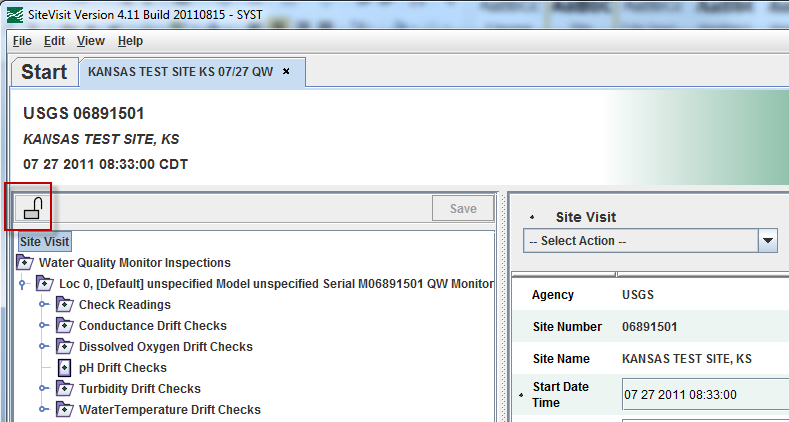 SiteVisit Version 4.11 Build 20110815 - SYST
File Edit View Help
Start
KANSAS TEST SITE KS 07/27 QW ×
USGS 06891501
KANSAS TEST SITE, KS
07 27 2011 08:33:00 CDT
Save
Site Visit
Water Quality Monitor Inspections
Loc 0, [Default] unspecified Model unspecified Serial M06891501 QW Monitor
Check Readings
Conductance Drift Checks
Dissolved Oxygen Drift Checks
pH Drift Checks
Turbidity Drift Checks
WaterTemperature Drift Checks
Site Visit
-- Select Action --
Agency USGS
Site Number 06891501
Site Name KANSAS TEST SITE, KS
Start Date
Time 07 27 2011 08:33:00